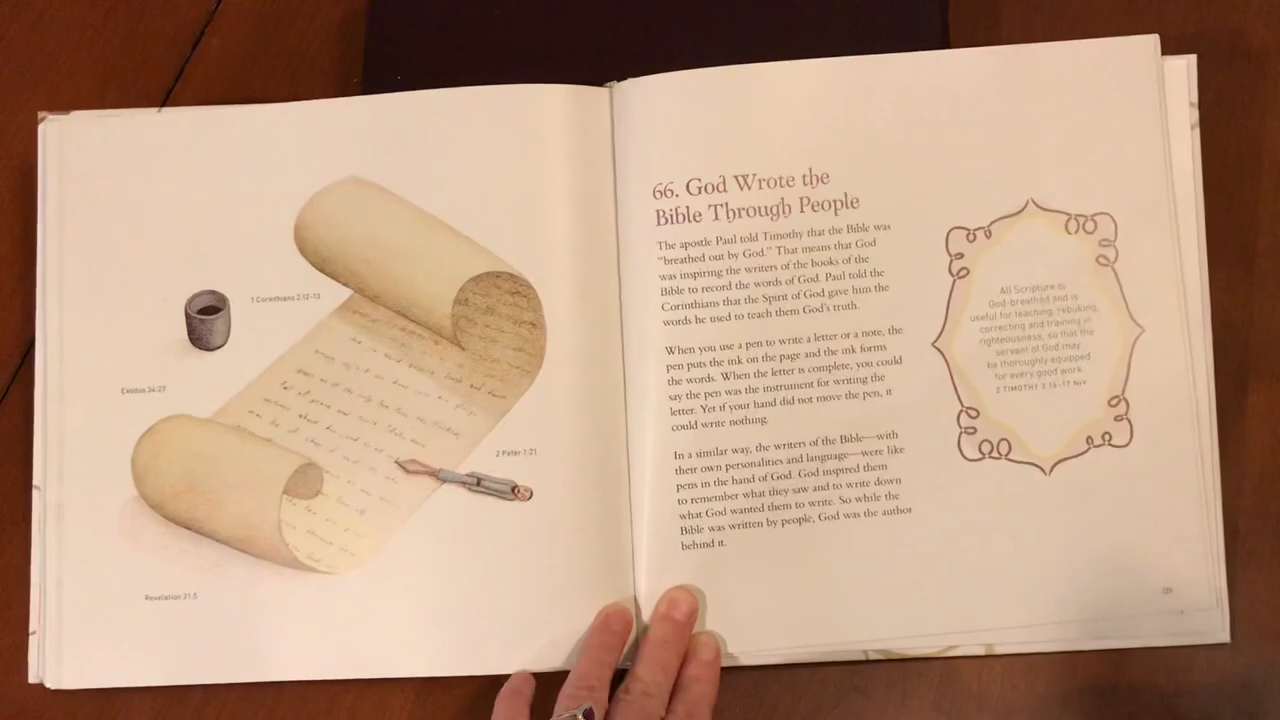 1 Corinthians 2:12–13
Exodus 34:27
2 Peter 1:21
Revelation 21:5
66. God Wrote the
Bible Through People
The apostle Paul told Timothy that the Bible was
“breathed out by God.” That means that God
was inspiring the writers of the books of the
Bible to record the words of God. Paul told the
Corinthians that the Spirit of God gave him the
words he used to teach them God’s truth.
When you use a pen to write a letter or a note, the
pen puts the ink on the page and the ink forms
the words. When the letter is complete, you could
say the pen was the instrument for writing the
letter. Yet if your hand did not move the pen, it
could write nothing.
In a similar way, the writers of the Bible—with
their own personalities and language—were like
pens in the hand of God. God inspired them
to remember what they saw and to write down
what God wanted them to write. So while the
Bible was written by people, God was the author
behind it.
All Scripture is
God-breathed and is
useful for teaching, rebuking,
correcting and training in
righteousness, so that the
servant of God may
be thoroughly equipped
for every good work.
2 TIMOTHY 3:16–17 NIV